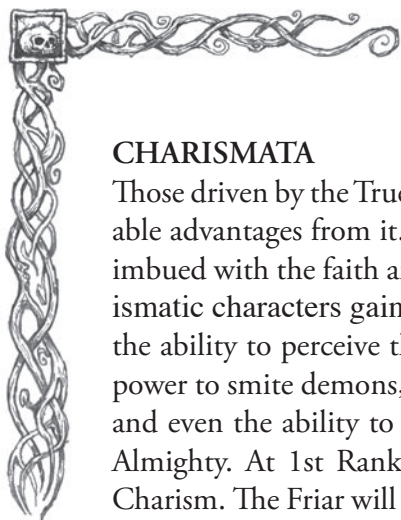 CHARISMATA
Those driven by the True
able advantages from it.
imbued with the faith a
ismatic characters gain
the ability to perceive t
power to smite demons,
and even the ability to
Almighty. At 1st Rank
Charism. The Friar will